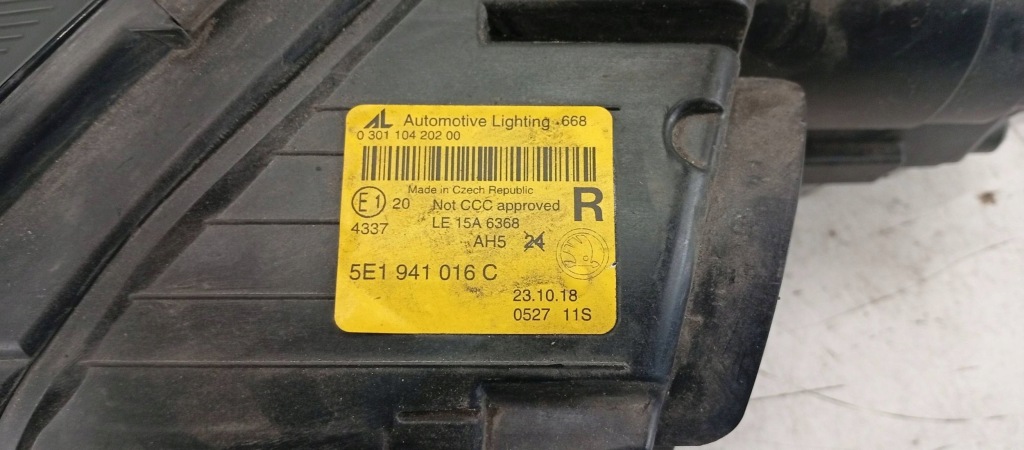 AL Automotive Lighting 668
0 301 104 202 00
Made in Czech Republic
E1 20 Not CCC approved R
4337 LE 15A 6368
AH5 24
5E1 941 016 C
23.10.18
0527 11S